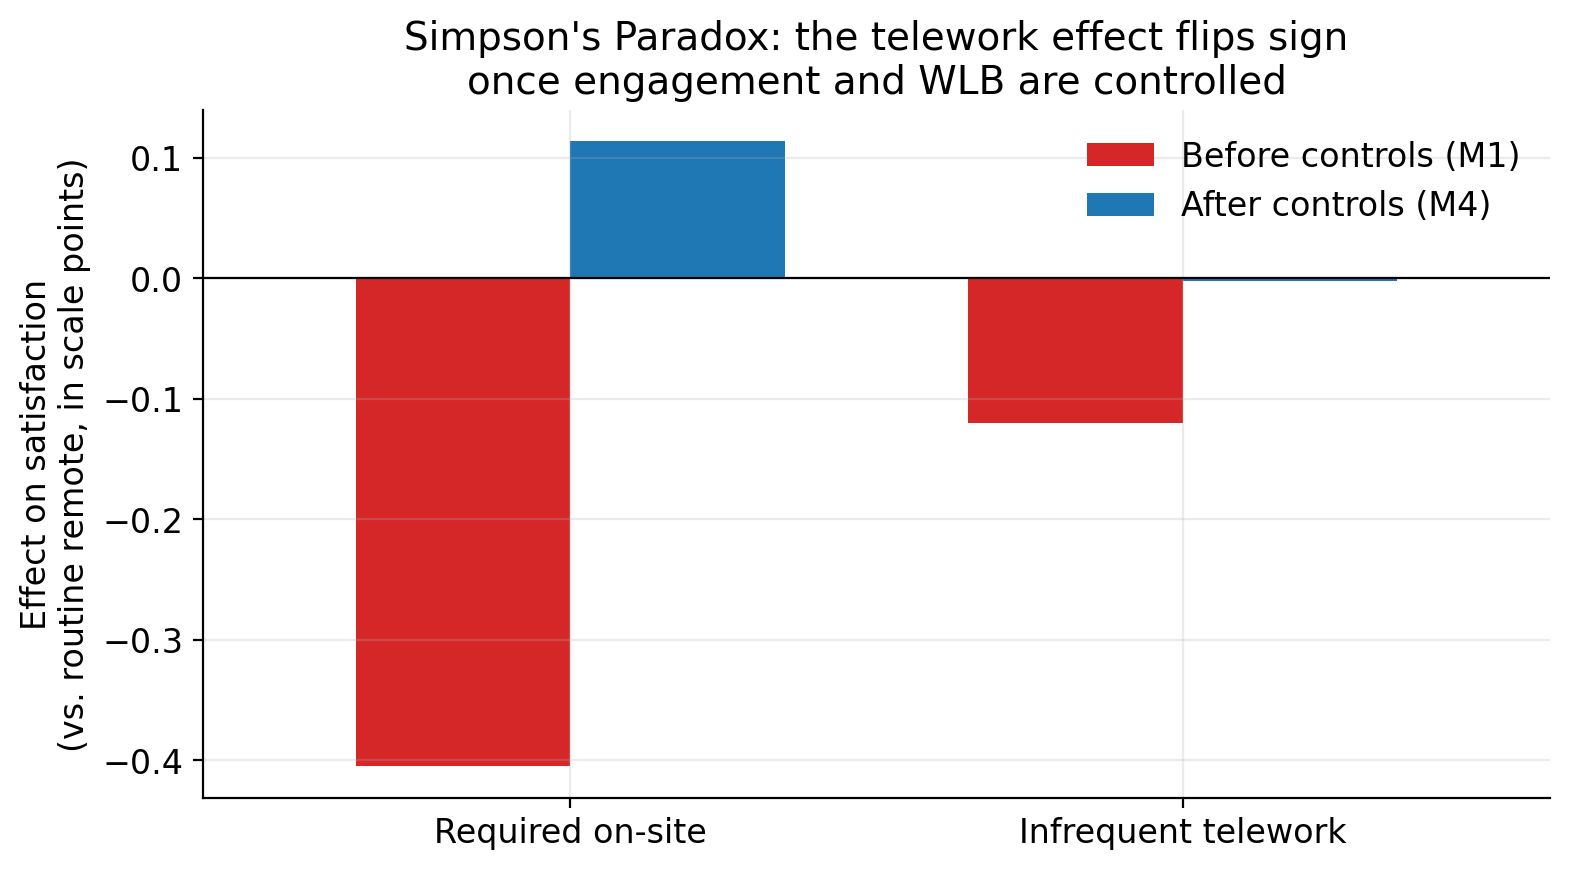 Simpson's Paradox: the telework effect flips sign
once engagement and WLB are controlled
Effect on satisfaction
(vs. routine remote, in scale points)
0.1
0.0
−0.1
−0.2
−0.3
−0.4
Before controls (M1)
After controls (M4)
Required on-site
Infrequent telework